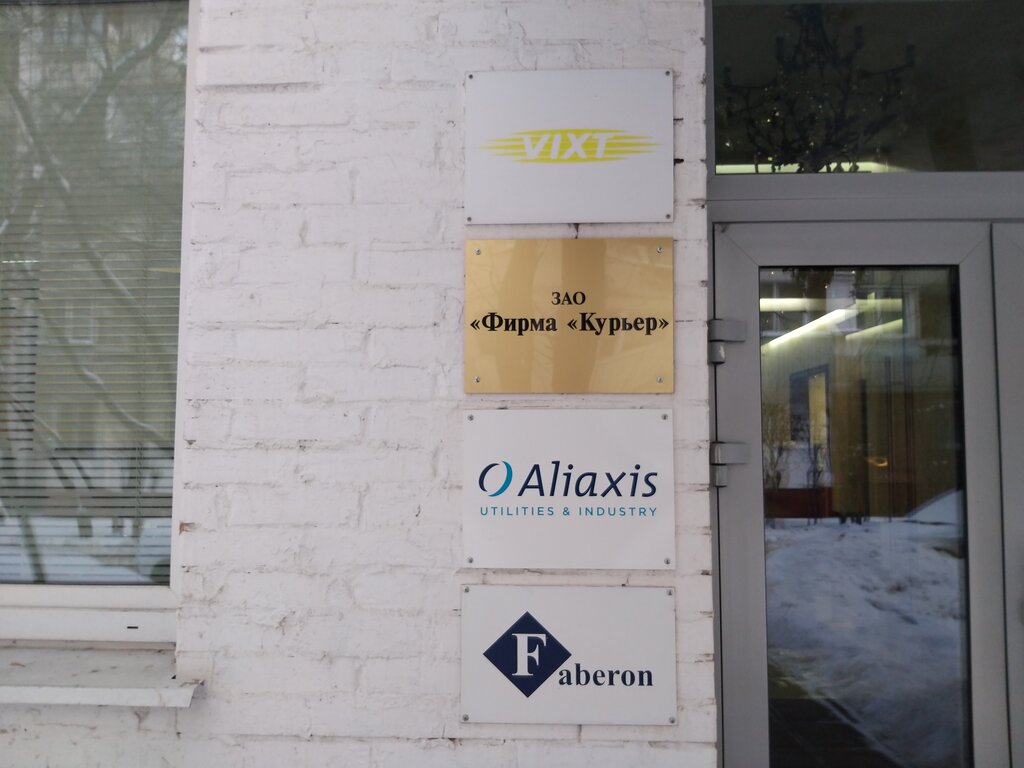 VIXT
ЗАО
«Фирма «Курьер»
Aliaxis
UTILITIES & INDUSTRY
Faberon